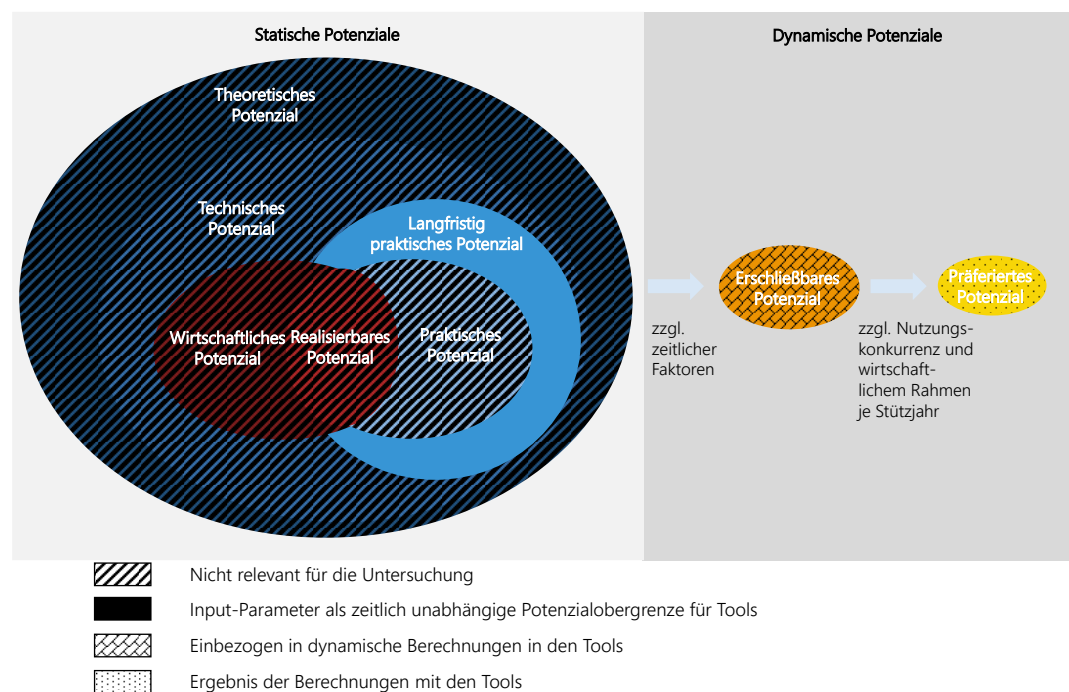 Statische Potenziale
Dynamische Potenziale
Theoretisches
Potenzial
Technisches
Potenzial
Langfristig
praktisches Potenzial
Wirtschaftliches
Potenzial
Realisierbares
Potenzial
Praktisches
Potenzial
Erschließbares
Potenzial
Präferiertes
Potenzial
zzgl.
zeitlicher
Faktoren
zzgl. Nutzungs-
konkurrenz und
wirtschaft-
lichem Rahmen
je Stützjahr
Nicht relevant für die Untersuchung
Input-Parameter als zeitlich unabhängige Potenzialobergrenze für Tools
Einbezogen in dynamische Berechnungen in den Tools
Ergebnis der Berechnungen mit den Tools